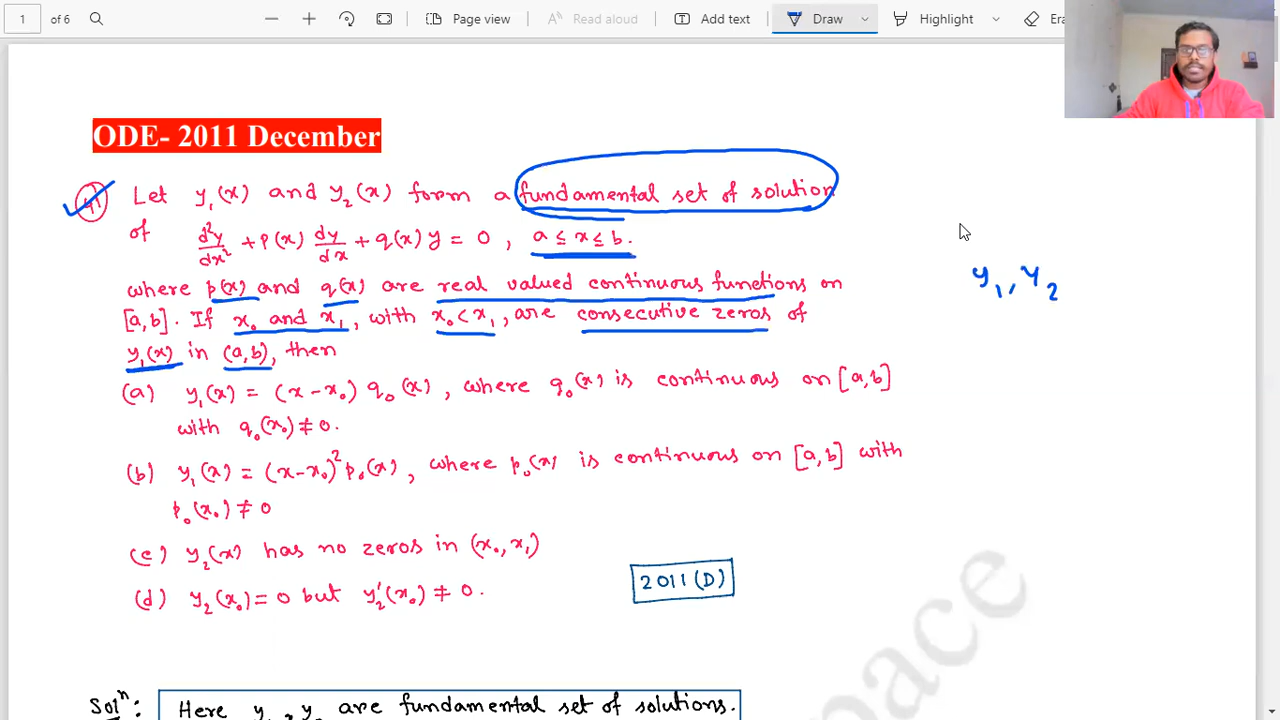 1 of 6 Page view Read aloud Add text Draw Highlight
ODE- 2011 December
Let y₁(x) and y₂(x) form a fundamental set of solution
of d²y/dx² + p(x) dy/dx + q(x) y = 0 , a ≤ x ≤ b.
y₁, y₂
where p(x) and q(x) are real valued continuous functions on
[a,b]. If x₀ and x₁, with x₀ < x₁, are consecutive zeros of
y₁(x) in (a,b), then
(a) y₁(x) = (x-x₀) q₀(x), where q₀(x) is continuous on [a,b]
with q₀(x₀) ≠ 0.
(b) y₁(x) = (x-x₀)² p₀(x), where p₀(x) is continuous on [a,b] with
p₀(x₀) ≠ 0
(c) y₂(x) has no zeros in (x₀, x₁)
(d) y₂(x₀) = 0 but y₂'(x₀) ≠ 0.
2011(D)
Solⁿ: Here y₁, y₂ are fundamental set of solutions.